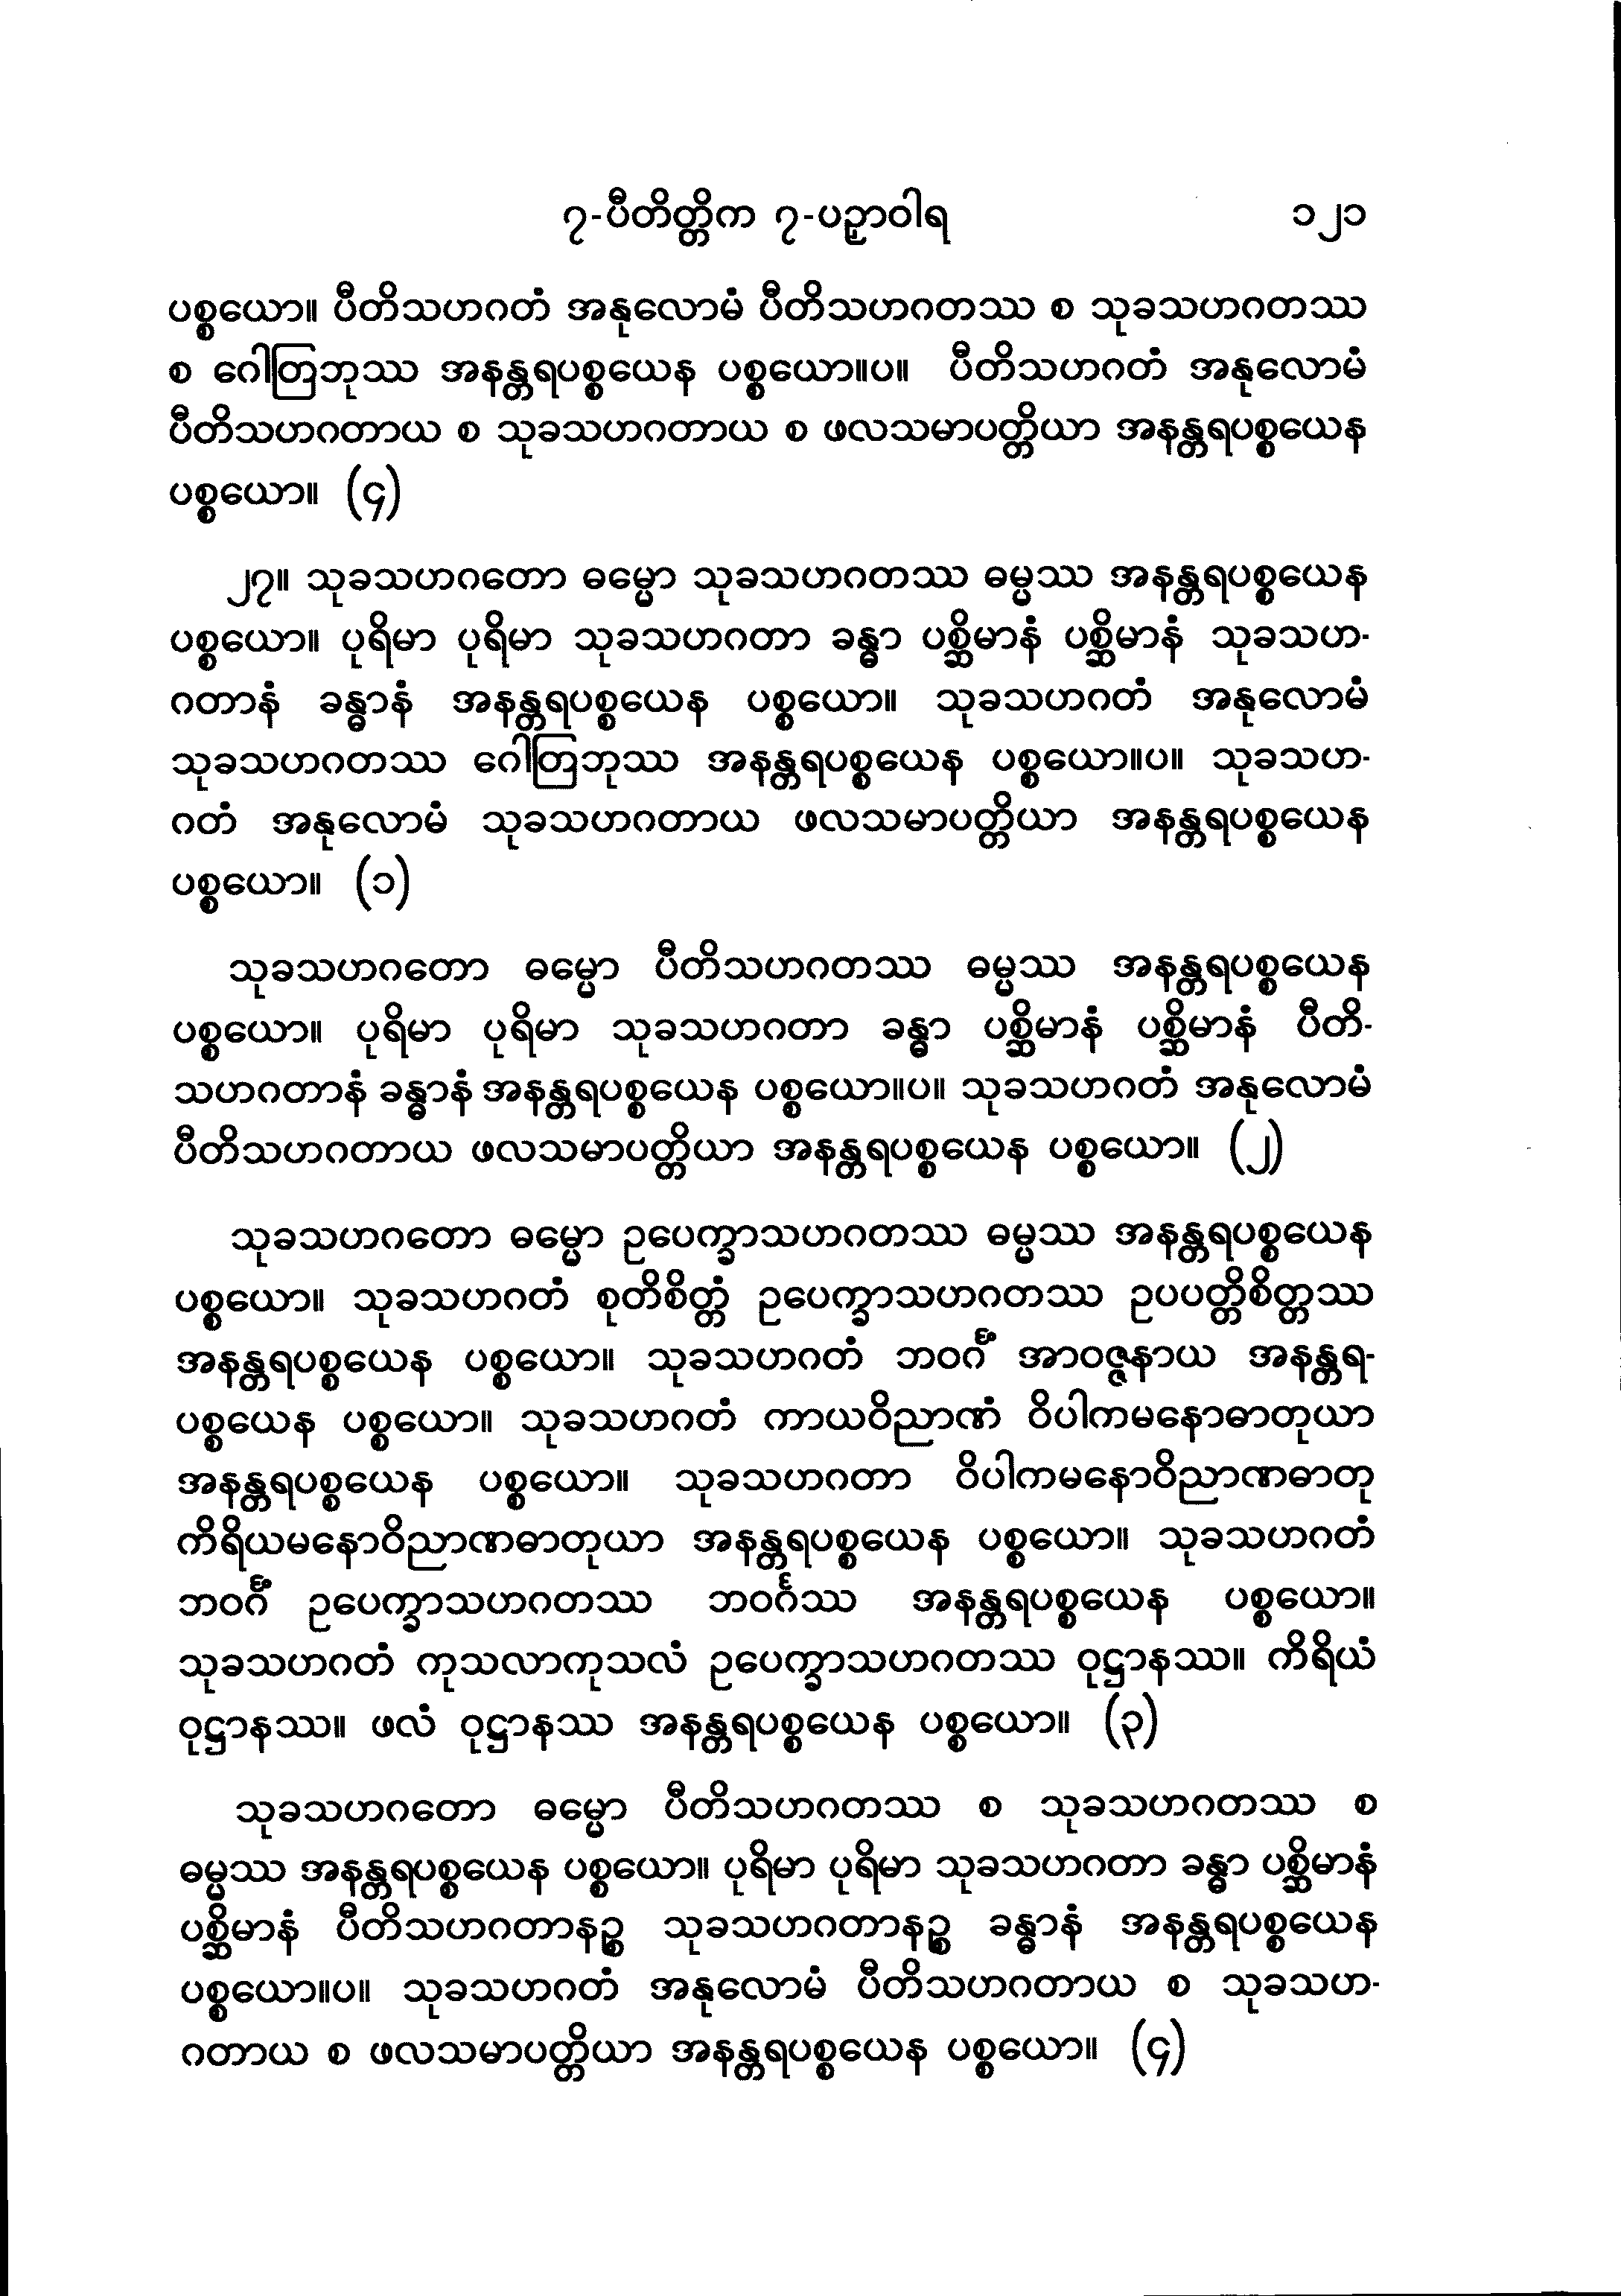 ၇-ပီတိတ္တိက ၇-ပဉှာဝါရ ၁၂၁
ပစ္စယော။ ပီတိသဟဂတံ အနုလောမံ ပီတိသဟဂတဿ စ သုခသဟဂတဿ
စ ဂေါတြဘုဿ အနန္တရပစ္စယေန ပစ္စယော။ပ။ ပီတိသဟဂတံ အနုလောမံ
ပီတိသဟဂတာယ စ သုခသဟဂတာယ စ ဖလသမာပတ္တိယာ အနန္တရပစ္စယေန
ပစ္စယော။ (၄)
၂၇။ သုခသဟဂတော ဓမ္မော သုခသဟဂတဿ ဓမ္မဿ အနန္တရပစ္စယေန
ပစ္စယော။ ပုရိမာ ပုရိမာ သုခသဟဂတာ ခန္ဓာ ပစ္ဆိမာနံ ပစ္ဆိမာနံ သုခသဟ-
ဂတာနံ ခန္ဓာနံ အနန္တရပစ္စယေန ပစ္စယော။ သုခသဟဂတံ အနုလောမံ
သုခသဟဂတဿ ဂေါတြဘုဿ အနန္တရပစ္စယေန ပစ္စယော။ပ။ သုခသဟ-
ဂတံ အနုလောမံ သုခသဟဂတာယ ဖလသမာပတ္တိယာ အနန္တရပစ္စယေန
ပစ္စယော။ (၁)
သုခသဟဂတော ဓမ္မော ပီတိသဟဂတဿ ဓမ္မဿ အနန္တရပစ္စယေန
ပစ္စယော။ ပုရိမာ ပုရိမာ သုခသဟဂတာ ခန္ဓာ ပစ္ဆိမာနံ ပစ္ဆိမာနံ ပီတိ-
သဟဂတာနံ ခန္ဓာနံ အနန္တရပစ္စယေန ပစ္စယော။ပ။ သုခသဟဂတံ အနုလောမံ
ပီတိသဟဂတာယ ဖလသမာပတ္တိယာ အနန္တရပစ္စယေန ပစ္စယော။ (၂)
သုခသဟဂတော ဓမ္မော ဥပေက္ခာသဟဂတဿ ဓမ္မဿ အနန္တရပစ္စယေန
ပစ္စယော။ သုခသဟဂတံ စုတိစိတ္တံ ဥပေက္ခာသဟဂတဿ ဥပပတ္တိစိတ္တဿ
အနန္တရပစ္စယေန ပစ္စယော။ သုခသဟဂတံ ဘဝင်္ဂံ အာဝဇ္ဇနာယ အနန္တရ-
ပစ္စယေန ပစ္စယော။ သုခသဟဂတံ ကာယဝိညာဏံ ဝိပါကမနောဓာတုယာ
အနန္တရပစ္စယေန ပစ္စယော။ သုခသဟဂတာ ဝိပါကမနောဝိညာဏဓာတု
ကိရိယမနောဝိညာဏဓာတုယာ အနန္တရပစ္စယေန ပစ္စယော။ သုခသဟဂတံ
ဘဝင်္ဂံ ဥပေက္ခာသဟဂတဿ ဘဝင်္ဂဿ အနန္တရပစ္စယေန ပစ္စယော။
သုခသဟဂတံ ကုသလာကုသလံ ဥပေက္ခာသဟဂတဿ ဝုဋ္ဌာနဿ။ ကိရိယံ
ဝုဋ္ဌာနဿ။ ဖလံ ဝုဋ္ဌာနဿ အနန္တရပစ္စယေန ပစ္စယော။ (၃)
သုခသဟဂတော ဓမ္မော ပီတိသဟဂတဿ စ သုခသဟဂတဿ စ
ဓမ္မဿ အနန္တရပစ္စယေန ပစ္စယော။ ပုရိမာ ပုရိမာ သုခသဟဂတာ ခန္ဓာ ပစ္ဆိမာနံ
ပစ္ဆိမာနံ ပီတိသဟဂတာနဉ္စ သုခသဟဂတာနဉ္စ ခန္ဓာနံ အနန္တရပစ္စယေန
ပစ္စယော။ပ။ သုခသဟဂတံ အနုလောမံ ပီတိသဟဂတာယ စ သုခသဟ-
ဂတာယ စ ဖလသမာပတ္တိယာ အနန္တရပစ္စယေန ပစ္စယော။ (၄)